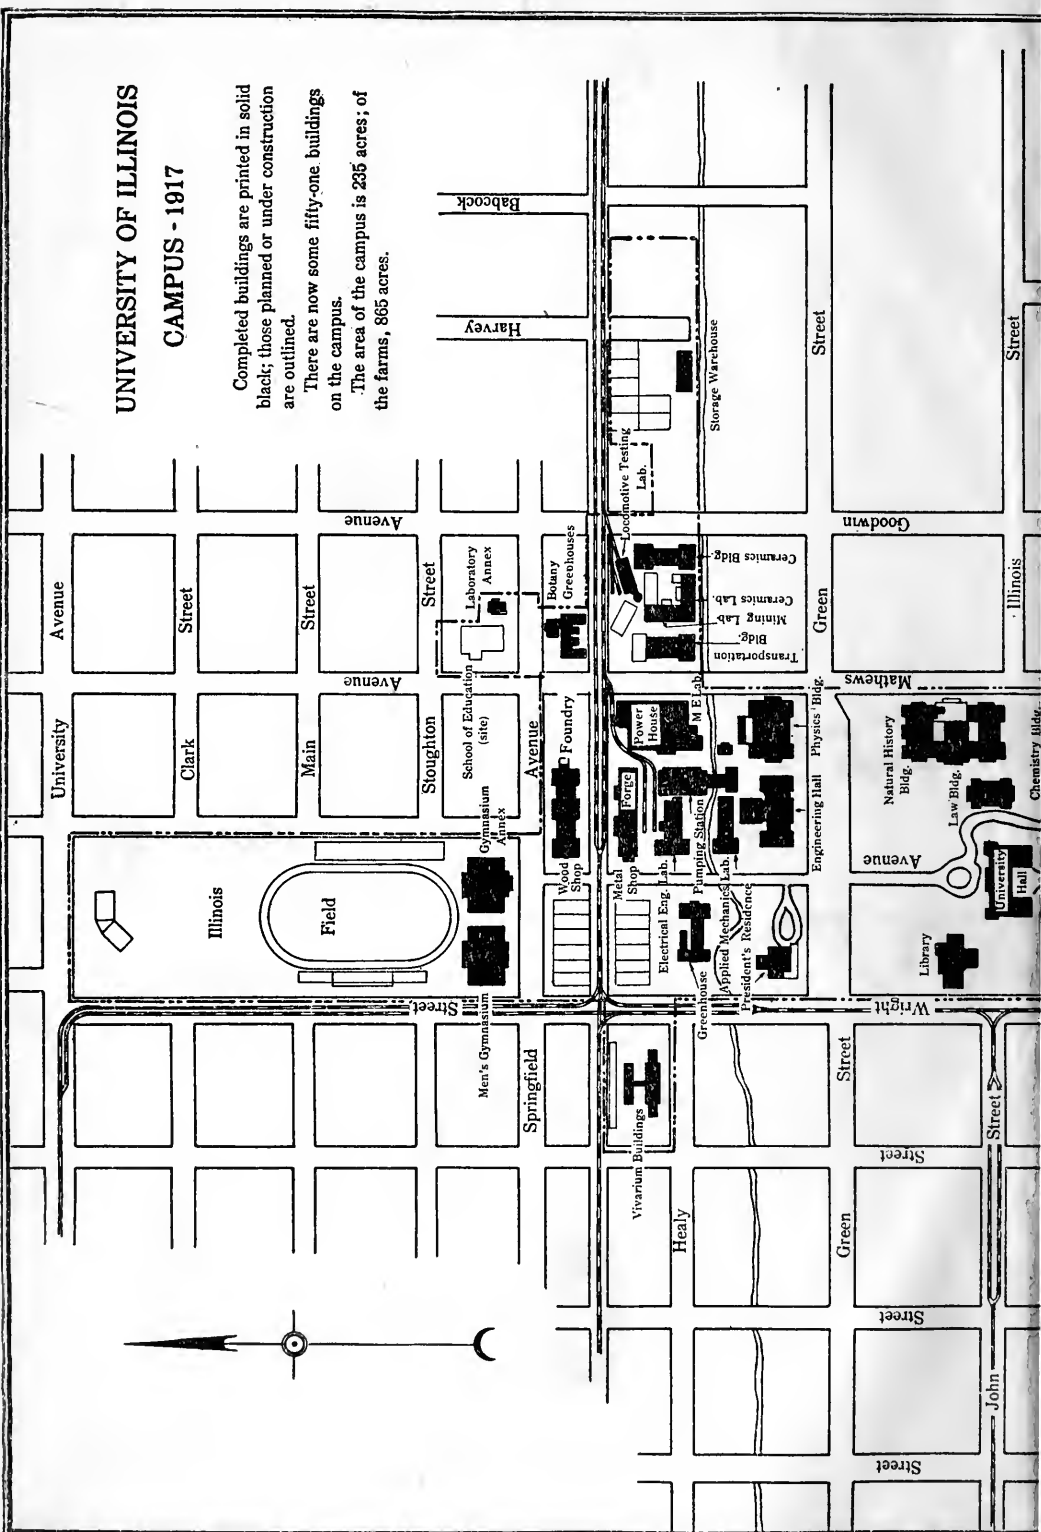 UNIVERSITY OF ILLINOIS
CAMPUS - 1917
Completed buildings are printed in solid
black; those planned or under construction
are outlined.
There are now some fifty-one buildings
on the campus.
The area of the campus is 235 acres; of
the farms, 865 acres.
University
Avenue
Clark
Street
Main
Street
Stoughton
Street
Springfield
Avenue
Healy
Green
Street
Green
Street
John
Street
Illinois
Street
Street
Street
Street
Wright
Street
Avenue
Mathews
Avenue
Goodwin
Avenue
Harvey
Babcock
Illinois
Field
Men's Gymnasium
Gymnasium
Annex
School of Education
(site)
Laboratory
Annex
Botany
Greenhouses
Wood
Shop
Foundry
Metal
Shop
Forge
Power
House
M E Lab.
Electrical Eng. Lab.
Pumping Station
Applied Mechanics Lab.
Greenhouse
President's Residence
Engineering Hall
Physics Bldg.
Transportation
Bldg.
Mining Lab
Ceramics Lab.
Ceramics Bldg.
Locomotive Testing
Lab.
Storage Warehouse
Vivarium Buildings
Library
University
Hall
Law Bldg.
Natural History
Bldg.
Chemistry Bldg.